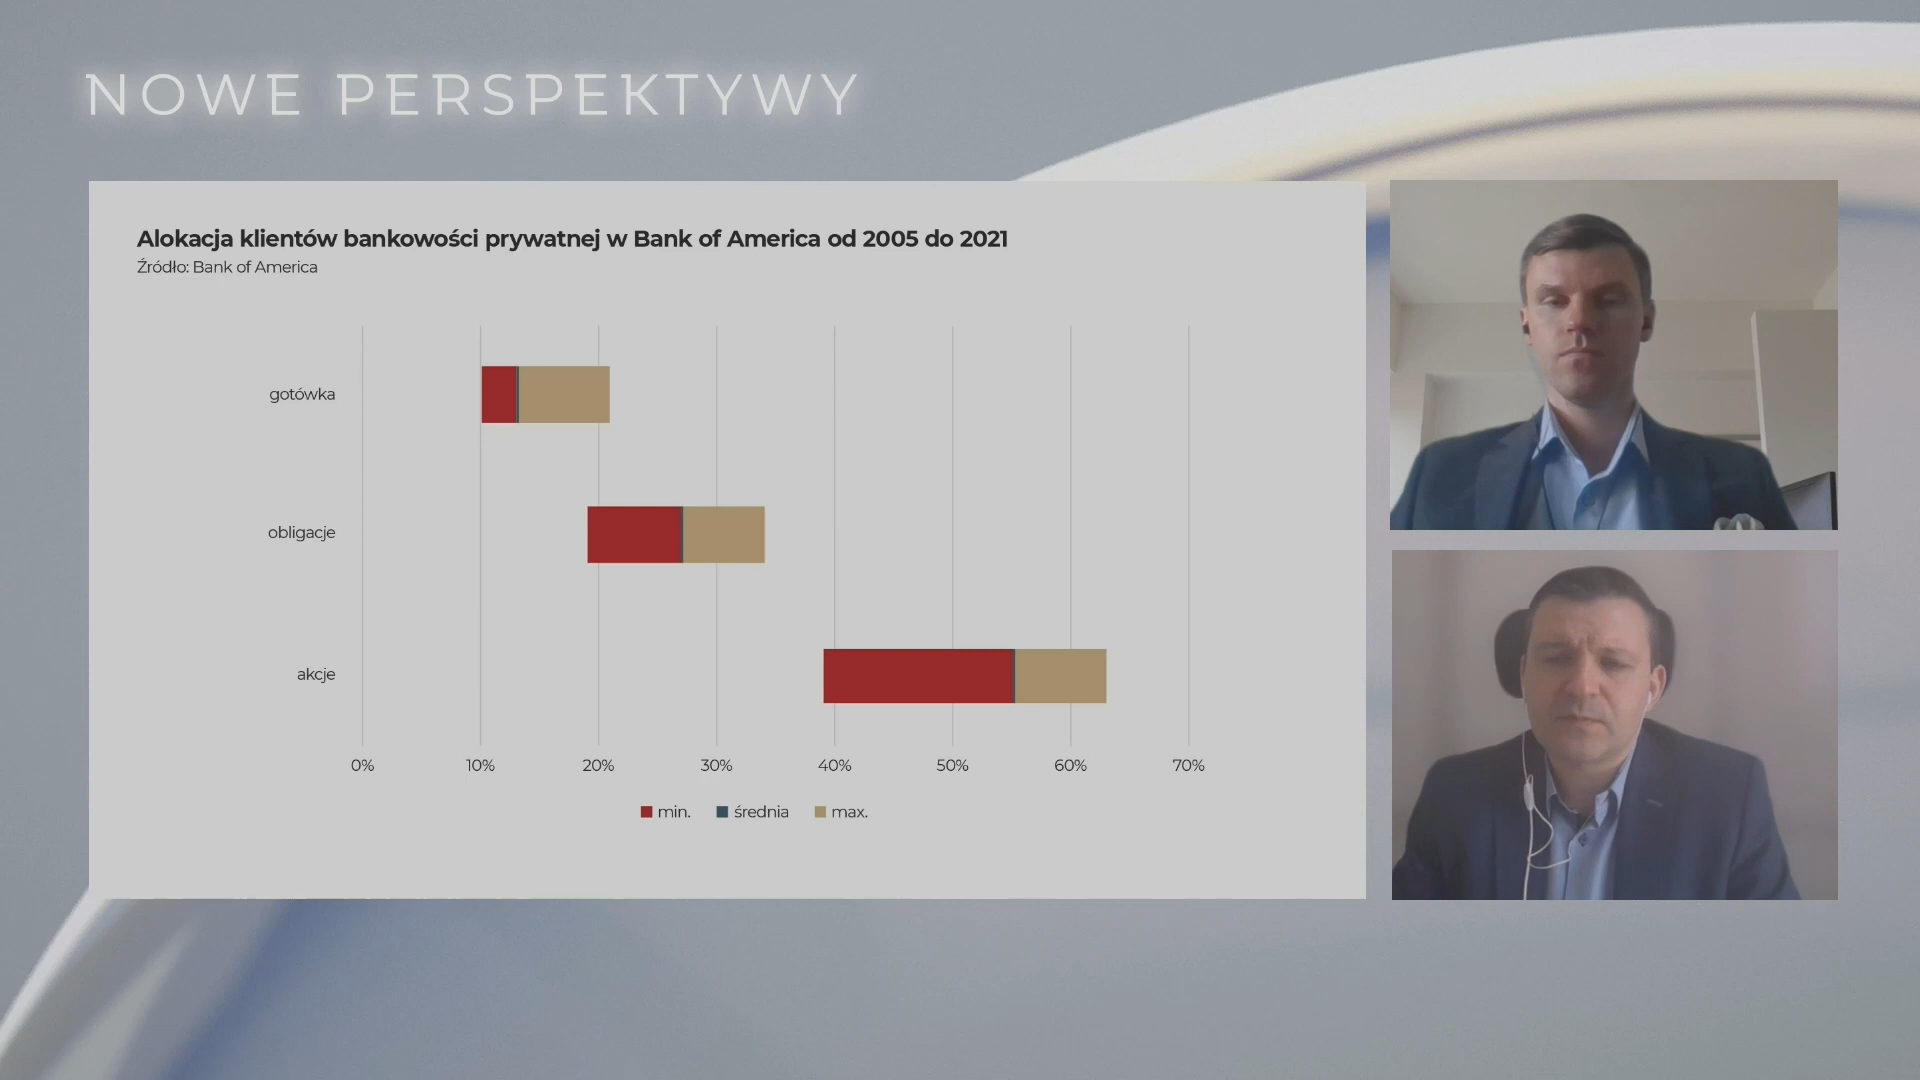 NOWE PERSPEKTYWY
Alokacja klientów bankowości prywatnej w Bank of America od 2005 do 2021
Źródło: Bank of America
gotówka
obligacje
akcje
0% 10% 20% 30% 40% 50% 60% 70%
min. średnia max.